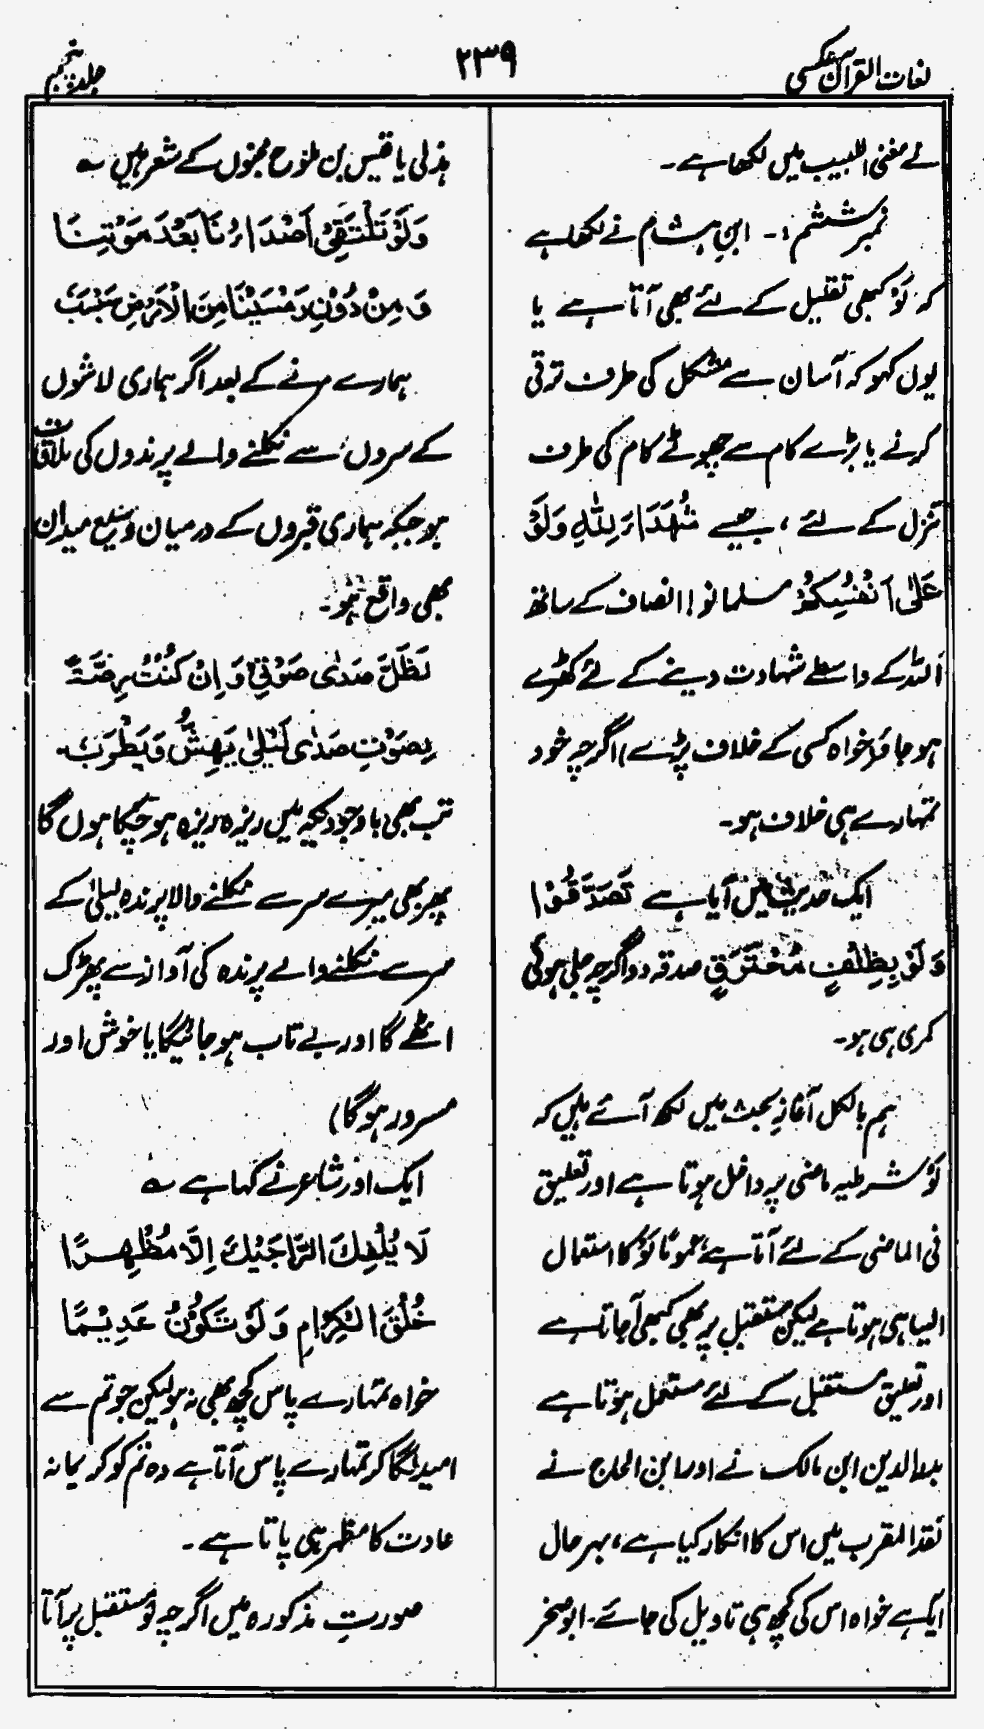 لغات القرآن عکسی
۲۳۹
جلد پنجم
نے مغنی اللبیب میں لکھا ہے۔
نمبر ششم:۔ ابن ہشام نے لکھا ہے
کہ لَوْ کبھی تقلیل کے لئے بھی آتا ہے یا
یوں کہو کہ آسان سے مشکل کی طرف ترقی
کرنے یا بڑے کام سے چھوٹے کام کی طرف
تنزل کے لئے، جیسے شُهَدَاءَ لِلّٰهِ وَلَوْ
عَلٰى اَنْفُسِكُمْ مسلمانو! انصاف کے ساتھ
اللہ کے واسطے شہادت دینے کے لئے کھڑے
ہو جاؤ (خواہ کسی کے خلاف پڑے) اگرچہ خود
تمہارے ہی خلاف ہو۔
ایک حدیث میں آیا ہے تَصَدَّقُوْا
وَلَوْ بِظِلْفٍ مُحْتَرَقٍ صدقہ دو اگرچہ جلی ہوئی
کھری ہی ہو۔
ہم بالکل آغازِ بحث میں لکھ آئے ہیں کہ
لَوْ شرطیہ ماضی پر داخل ہوتا ہے اور تعلیق
فی الماضی کے لئے آتا ہے، عموماً لَوْ کا استعمال
ایسا ہی ہوتا ہے لیکن مستقبل پر بھی کبھی آجاتا ہے
اور تعلیق مستقبل کے لئے مستعمل ہوتا ہے
بدرالدین ابن مالک نے اور ابن الحاج نے
نقد المقرب میں اس کا انکار کیا ہے، بہرحال
ایک ہے خواہ اس کی کچھ ہی تاویل کی جائے۔ ابو صخر
ہذلی یا قیس بن ملوح مجنوں کے شعر میں ؎
وَلَوْ تَلْتَقِیْ اَصْدَاءُنَا بَعْدَ مَوْتِنَا
وَمِنْ دُوْنِ رَمْسَيْنَا مِنَ الْاَرْضِ سَبْسَبُ
ہمارے مرنے کے بعد اگر ہماری لاشوں
کے سروں سے نکلنے والے پرندوں کی ملاقات
ہو جبکہ ہماری قبروں کے درمیان وسیع میدان
بھی واقع ہو۔
لَظَلَّ صَدٰى صَوْتِيْ وَاِنْ كُنْتُ رِمَّةً
بِصَوْتِ صَدٰى لَيْلٰى يَهِشُّ وَيَطْرَبُ۔
تب بھی باوجودیکہ میں ریزہ ریزہ ہو چکا ہوں گا
پھر بھی میرے سر سے نکلنے والا پرندہ لیلیٰ کے
سر سے نکلنے والے پرندہ کی آواز سے پھڑک
اٹھے گا اور بے تاب ہو جائیگا یا خوش اور
مسرور ہو گا)
ایک اور شاعر نے کہا ہے ؎
لَا يُلْفِكَ الرَّاجِيْكَ اِلَّا مُظْهِرًا
خُلُقَ الْكِرَامِ وَلَوْ تَكُوْنُ عَدِيْمًا
خواہ تمہارے پاس کچھ بھی نہ ہو لیکن جو تم سے
امید لگا کر تمہارے پاس آتا ہے وہ تم کو کریمانہ
عادت کا مظہر ہی پاتا ہے۔
صورتِ مذکورہ میں اگرچہ لَوْ مستقبل پر آتا